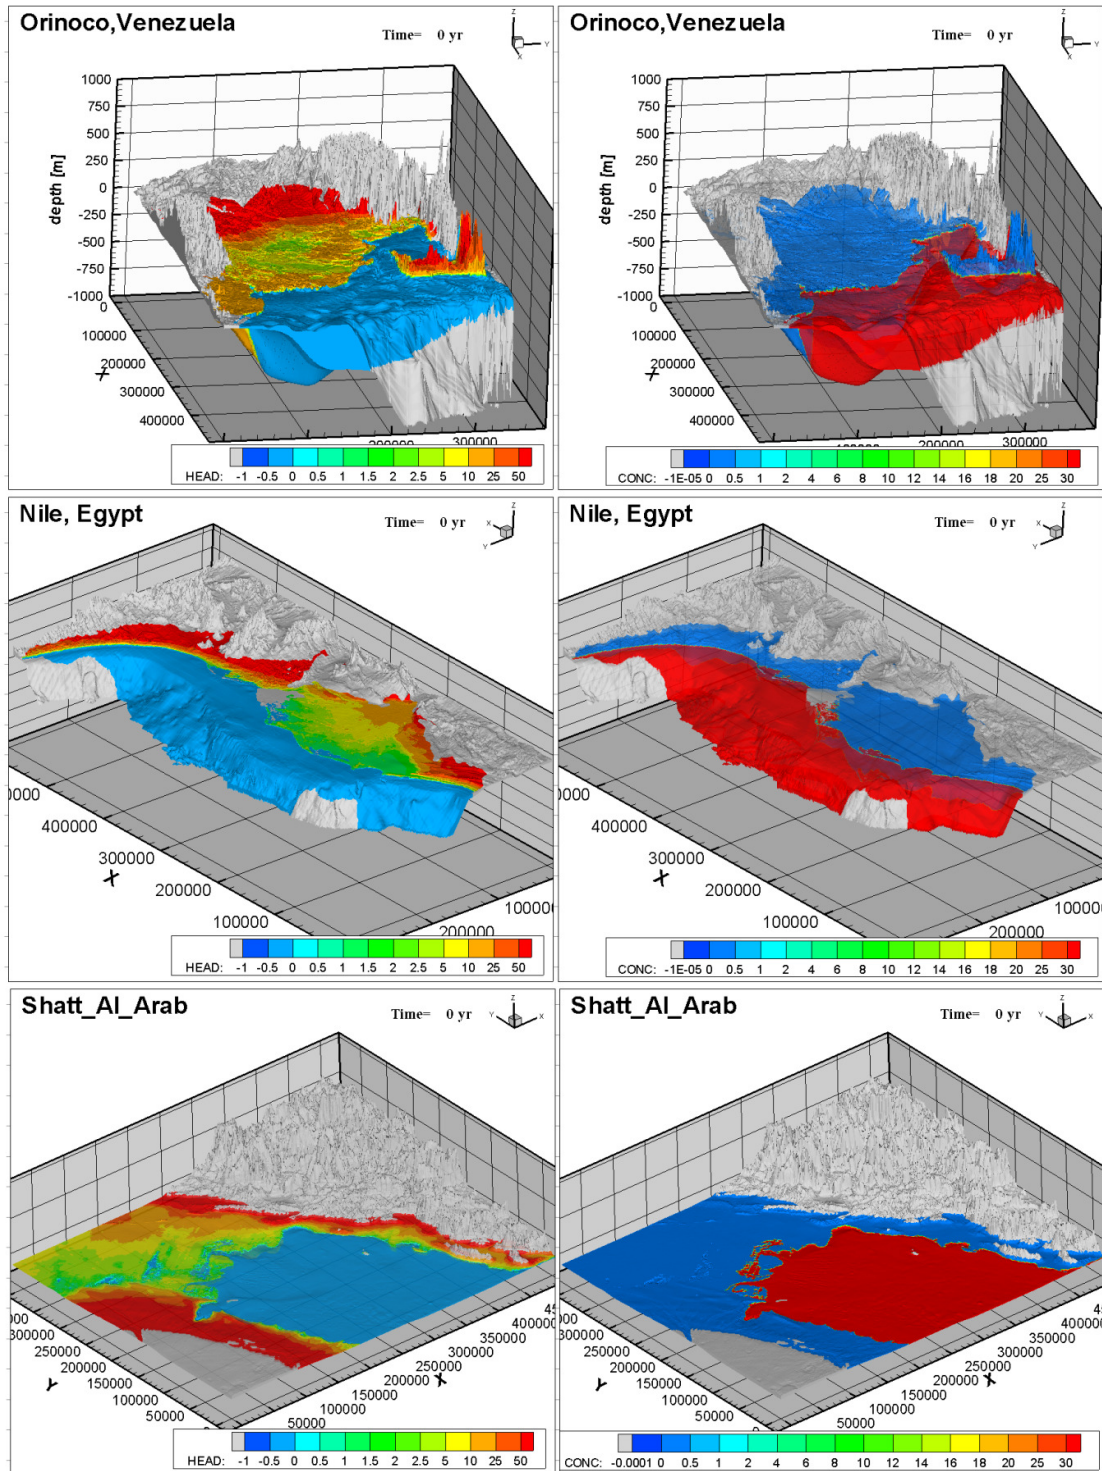 Orinoco,Venezuela
Time= 0 yr
Z
Y
X
1000
750
500
250
0
-250
-500
-750
-1000
depth [m]
0
100000
200000
300000
400000
X
200000
300000
HEAD: -1 -0.5 0 0.5 1 1.5 2 2.5 5 10 25 50
Orinoco,Venezuela
Time= 0 yr
Z
Y
X
1000
750
500
250
0
-250
-500
-750
-1000
depth [m]
0
100000
200000
300000
400000
X
100000
200000
300000
CONC: -1E-05 0 0.5 1 2 4 6 8 10 12 14 16 18 20 25 30
Nile, Egypt
Time= 0 yr
Z
X
Y
400000
300000
200000
100000
X
100000
200000
HEAD: -1 -0.5 0 0.5 1 1.5 2 2.5 5 10 25 50
Nile, Egypt
Time= 0 yr
Z
X
Y
400000
300000
200000
100000
X
100000
200000
CONC: -1E-05 0 0.5 1 2 4 6 8 10 12 14 16 18 20 25 30
Shatt_Al_Arab
Time= 0 yr
Z
Y
X
300000
250000
200000
150000
100000
50000
Y
50000
100000
150000
200000
250000
300000
350000
400000
X
HEAD: -1 -0.5 0 0.5 1 1.5 2 2.5 5 10 25 50
Shatt_Al_Arab
Time= 0 yr
Z
Y
X
300000
250000
200000
150000
100000
50000
Y
50000
100000
150000
200000
250000
300000
350000
400000
X
CONC: -0.0001 0 0.5 1 2 4 6 8 10 12 14 16 18 20 25 30